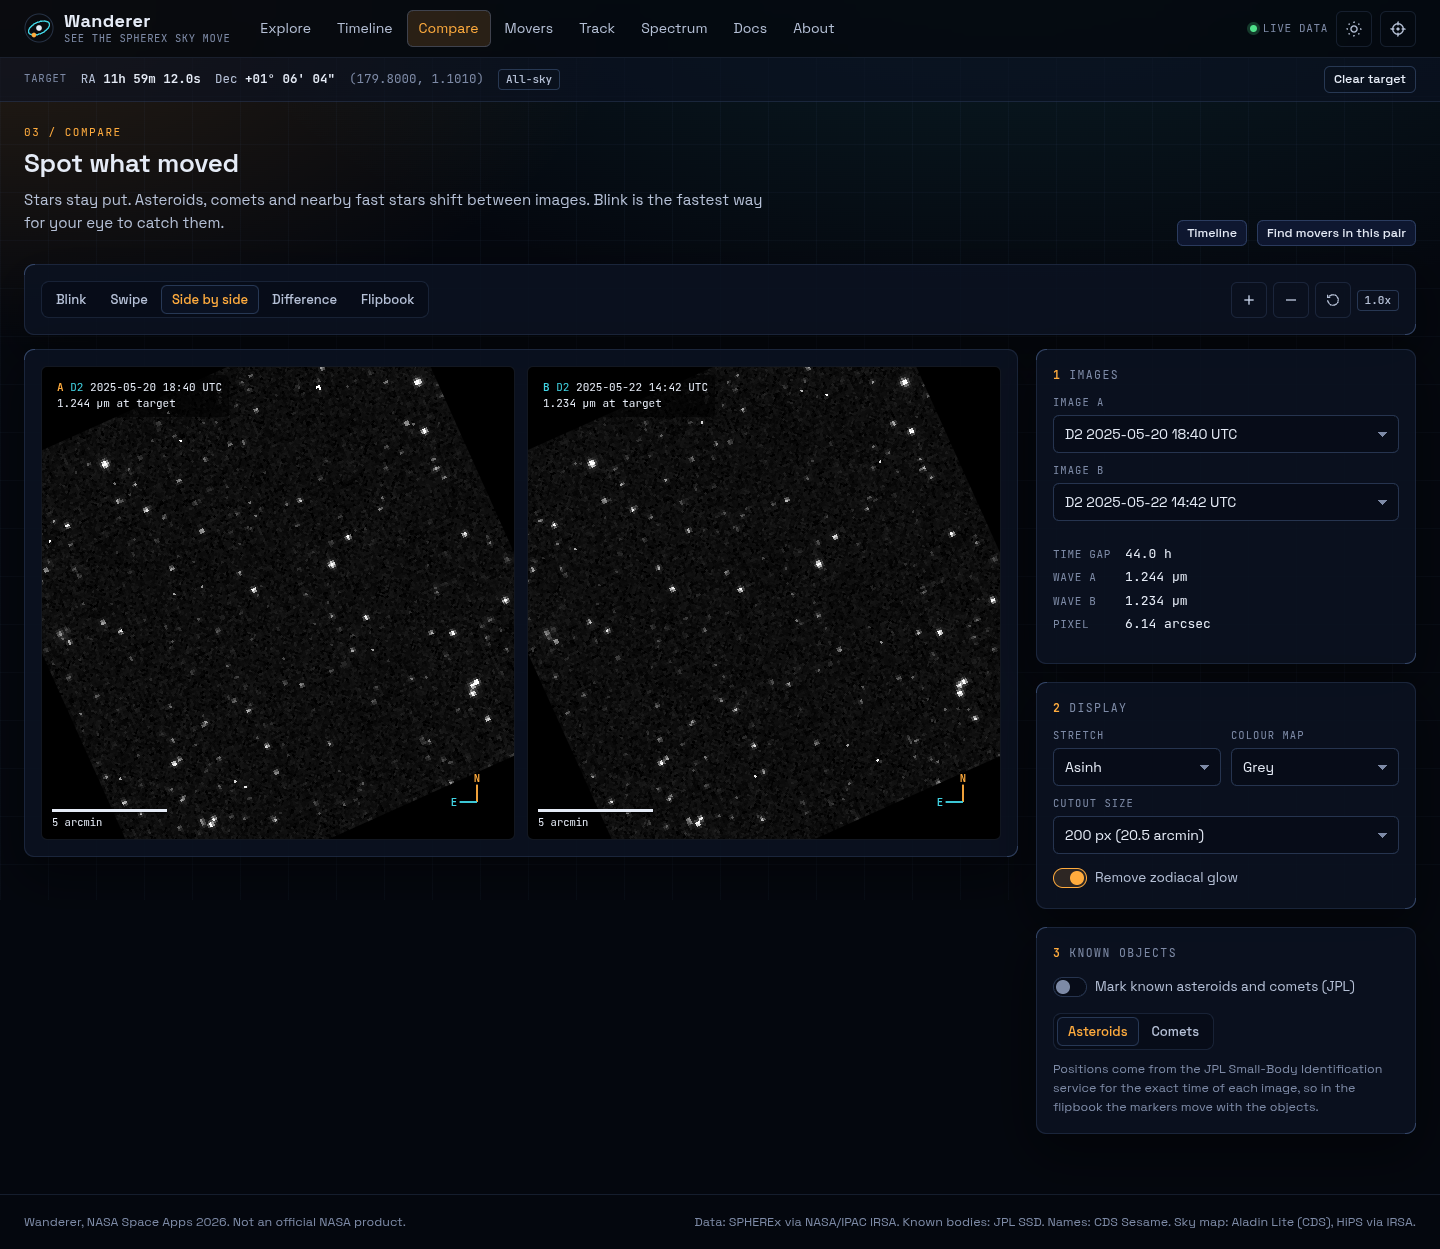 Wanderer
SEE THE SPHEREX SKY MOVE
Explore Timeline Compare Movers Track Spectrum Docs About
LIVE DATA
TARGET RA 11h 59m 12.0s Dec +01° 06' 04" (179.8000, 1.1010) All-sky
Clear target
03 / COMPARE
Spot what moved
Stars stay put. Asteroids, comets and nearby fast stars shift between images. Blink is the fastest way
for your eye to catch them.
Timeline Find movers in this pair
Blink Swipe Side by side Difference Flipbook
1.0x
A D2 2025-05-20 18:40 UTC
1.244 µm at target
N
E
5 arcmin
B D2 2025-05-22 14:42 UTC
1.234 µm at target
N
E
5 arcmin
1 IMAGES
IMAGE A
D2 2025-05-20 18:40 UTC
IMAGE B
D2 2025-05-22 14:42 UTC
TIME GAP 44.0 h
WAVE A 1.244 µm
WAVE B 1.234 µm
PIXEL 6.14 arcsec
2 DISPLAY
STRETCH COLOUR MAP
Asinh Grey
CUTOUT SIZE
200 px (20.5 arcmin)
Remove zodiacal glow
3 KNOWN OBJECTS
Mark known asteroids and comets (JPL)
Asteroids Comets
Positions come from the JPL Small-Body Identification
service for the exact time of each image, so in the
flipbook the markers move with the objects.
Wanderer, NASA Space Apps 2026. Not an official NASA product.
Data: SPHEREx via NASA/IPAC IRSA. Known bodies: JPL SSD. Names: CDS Sesame. Sky map: Aladin Lite (CDS), HiPS via IRSA.